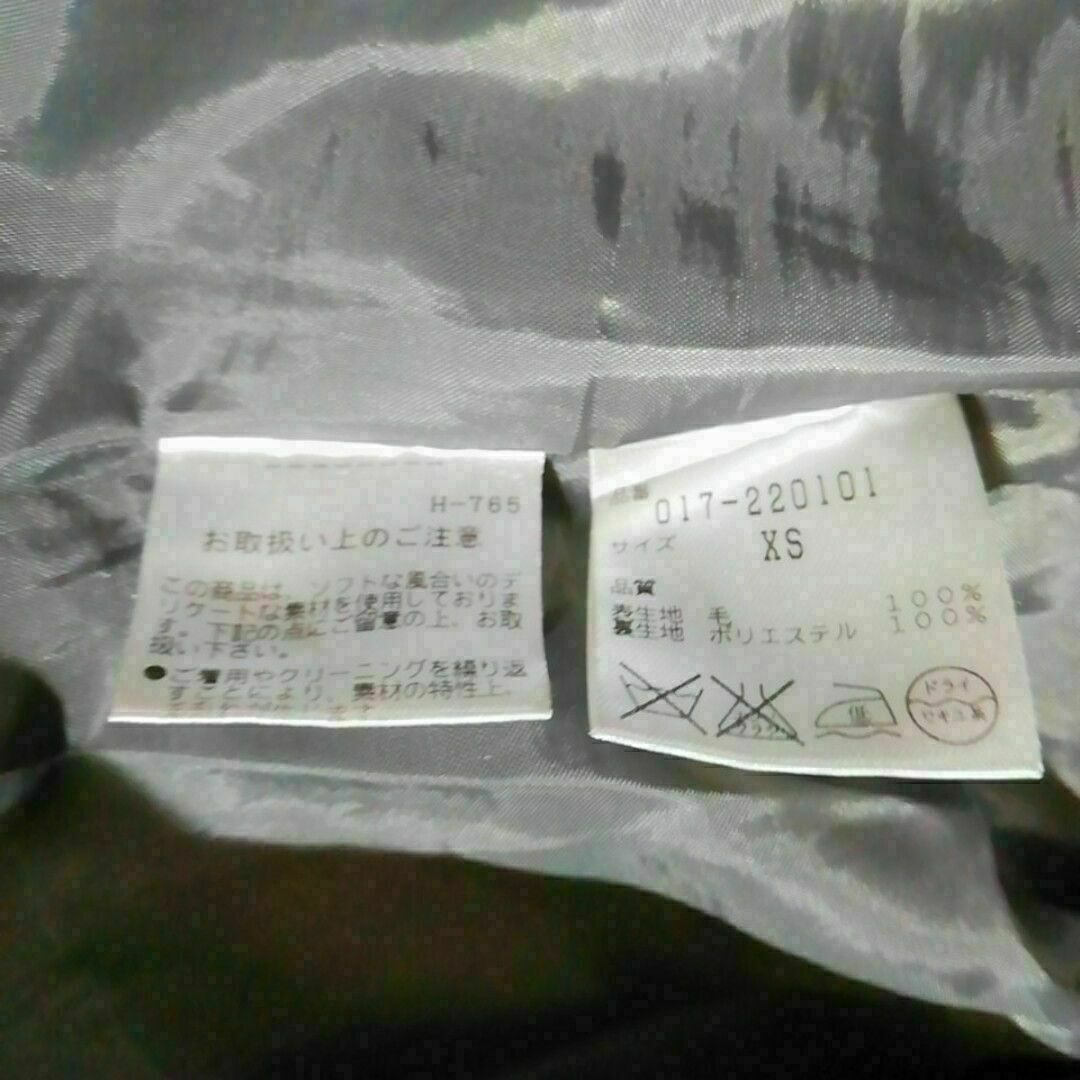 H-765
お取扱い上のご注意
この商品は、ソフトな風合いのデ
リケートな素材を使用しておりま
す。下記の点にご留意の上、お取
扱い下さい。
●ご着用やクリーニングを繰り返
すことにより、素材の特性上、
品番 017-220101
サイズ XS
品質
表生地 毛 100%
裏生地 ポリエステル 100%
低
ドライ
セキユ系